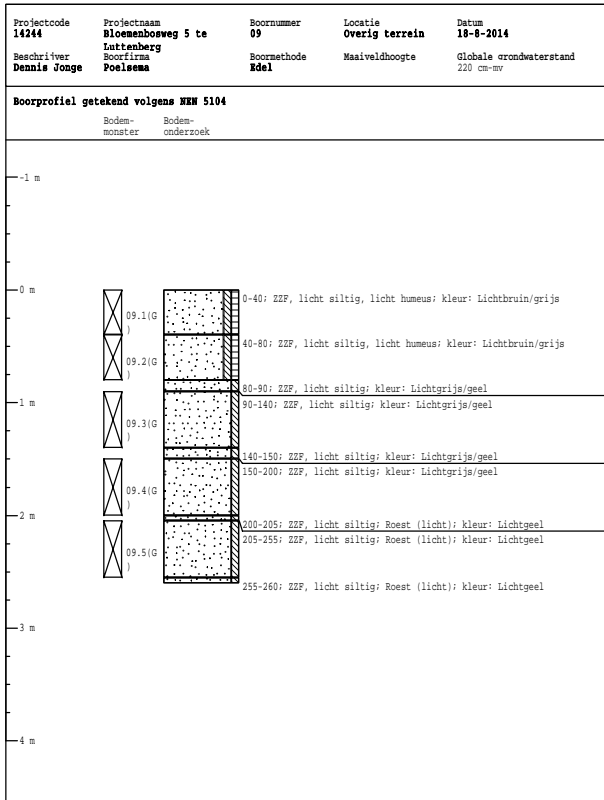 Projectcode Projectnaam Boornummer Locatie Datum
14244 Bloemenbosweg 5 te Luttenberg 09 Overig terrein 18-8-2014
Beschrijver Boorfirma Boormethode Maaiveldhoogte Globale grondwaterstand
Dennis Jonge Poelsema Edel 220 cm-mv
Boorprofiel getekend volgens NEN 5104
Bodem- Bodem-
monster onderzoek
-1 m
0 m
0-40; ZZF, licht siltig, licht humeus; kleur: Lichtbruin/grijs
09.1(G
)
40-80; ZZF, licht siltig, licht humeus; kleur: Lichtbruin/grijs
09.2(G
)
80-90; ZZF, licht siltig; kleur: Lichtgrijs/geel
1 m
90-140; ZZF, licht siltig; kleur: Lichtgrijs/geel
09.3(G
)
140-150; ZZF, licht siltig; kleur: Lichtgrijs/geel
150-200; ZZF, licht siltig; kleur: Lichtgrijs/geel
09.4(G
)
2 m
200-205; ZZF, licht siltig; Roest (licht); kleur: Lichtgeel
205-255; ZZF, licht siltig; Roest (licht); kleur: Lichtgeel
09.5(G
)
255-260; ZZF, licht siltig; Roest (licht); kleur: Lichtgeel
3 m
4 m